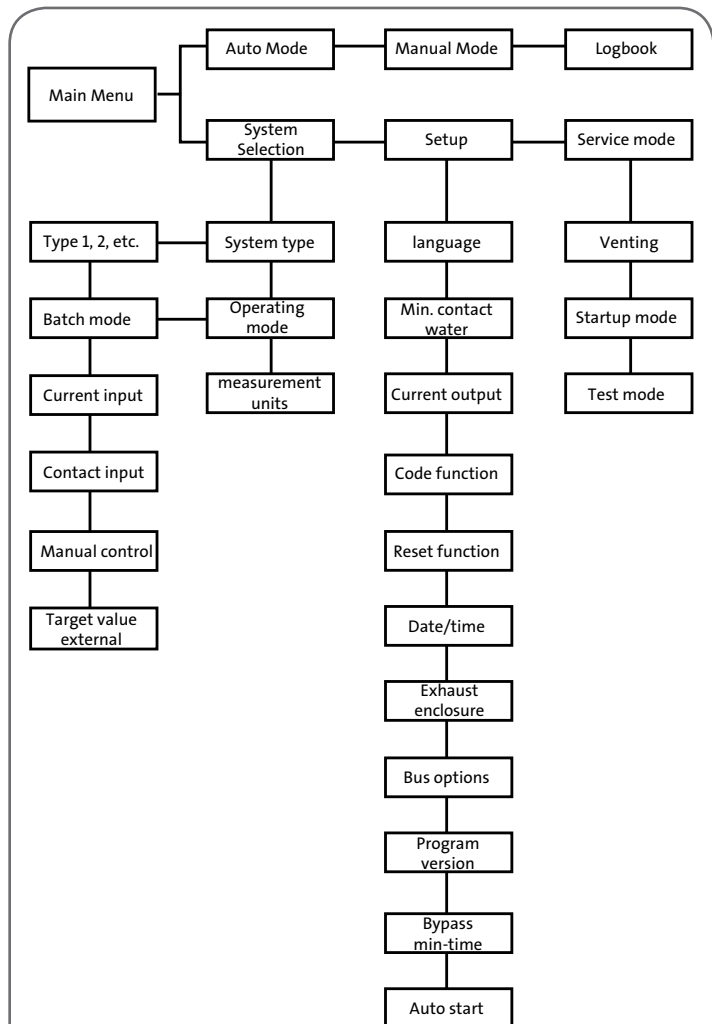 Auto Mode
Manual Mode
Logbook
Main Menu
System
Selection
Setup
Service mode
Type 1, 2, etc.
System type
language
Venting
Batch mode
Operating
mode
Min. contact
water
Startup mode
Current input
measurement
units
Current output
Test mode
Contact input
Code function
Manual control
Reset function
Target value
external
Date/time
Exhaust
enclosure
Bus options
Program
version
Bypass
min-time
Auto start